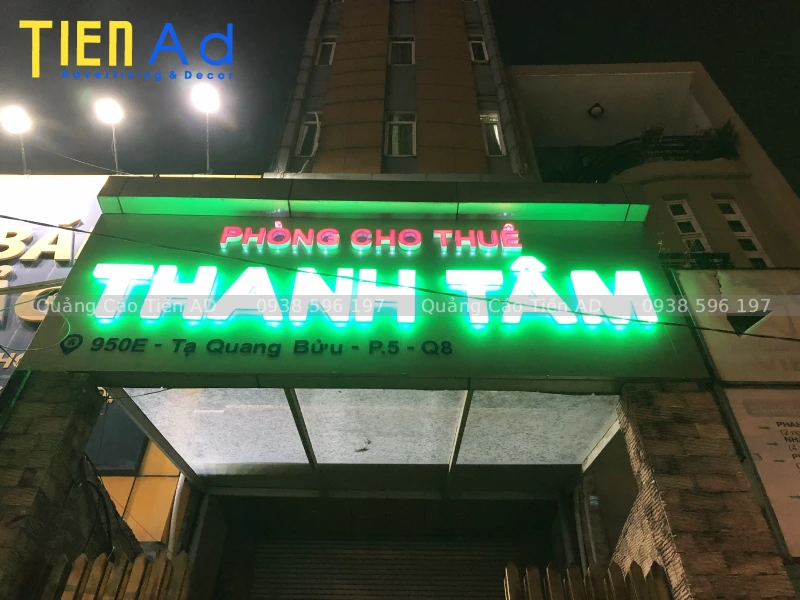 TIEN Ad
Advertising & Decor
BÁ
PHÒNG CHO THUÊ
THANH TÂM
Quảng Cáo Tiến AD 0938 596 197 Quảng Cáo Tiến AD 0938 596 197
950E - Tạ Quang Bửu - P.5 - Q8